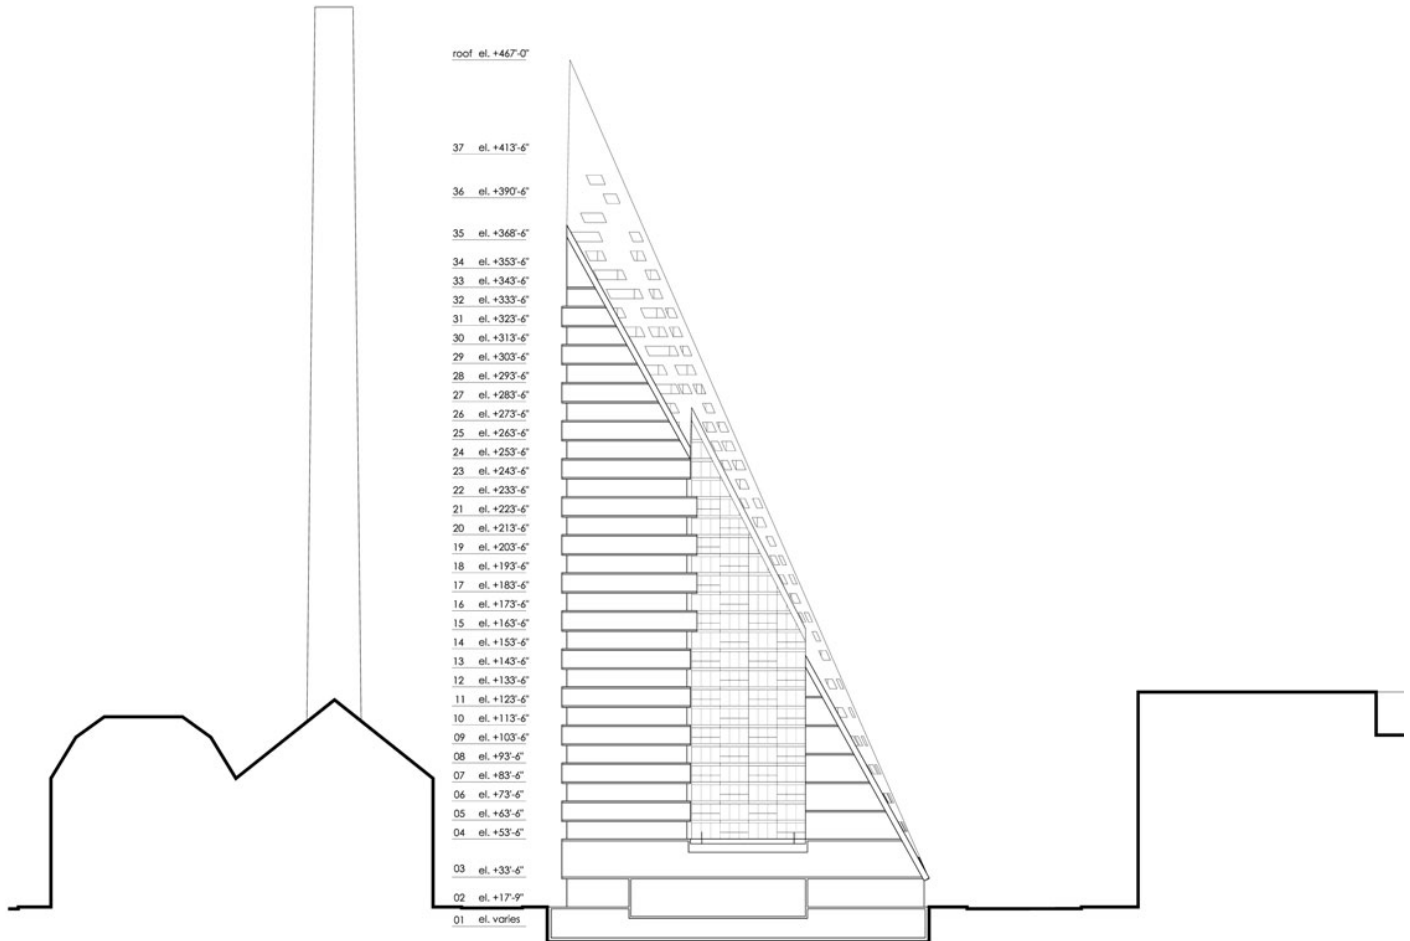 roof el. +467'-0"
37 el. +413'-6"
36 el. +390'-6"
35 el. +368'-6"
34 el. +353'-6"
33 el. +343'-6"
32 el. +333'-6"
31 el. +323'-6"
30 el. +313'-6"
29 el. +303'-6"
28 el. +293'-6"
27 el. +283'-6"
26 el. +273'-6"
25 el. +263'-6"
24 el. +253'-6"
23 el. +243'-6"
22 el. +233'-6"
21 el. +223'-6"
20 el. +213'-6"
19 el. +203'-6"
18 el. +193'-6"
17 el. +183'-6"
16 el. +173'-6"
15 el. +163'-6"
14 el. +153'-6"
13 el. +143'-6"
12 el. +133'-6"
11 el. +123'-6"
10 el. +113'-6"
09 el. +103'-6"
08 el. +93'-6"
07 el. +83'-6"
06 el. +73'-6"
05 el. +63'-6"
04 el. +53'-6"
03 el. +33'-6"
02 el. +17'-9"
01 el. varies